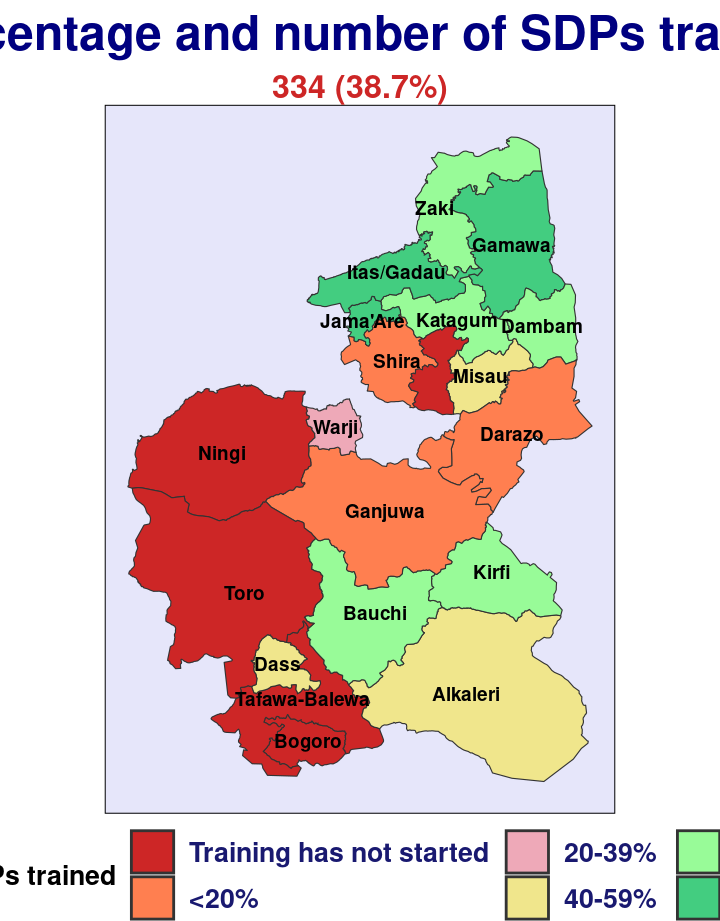 centage and number of SDPs tra
334 (38.7%)
Zaki
Gamawa
Itas/Gadau
Jama'Are
Katagum
Dambam
Shira
Misau
Warji
Darazo
Ningi
Ganjuwa
Kirfi
Toro
Bauchi
Dass
Alkaleri
Tafawa-Balewa
Bogoro
Ps trained
Training has not started
20-39%
<20%
40-59%